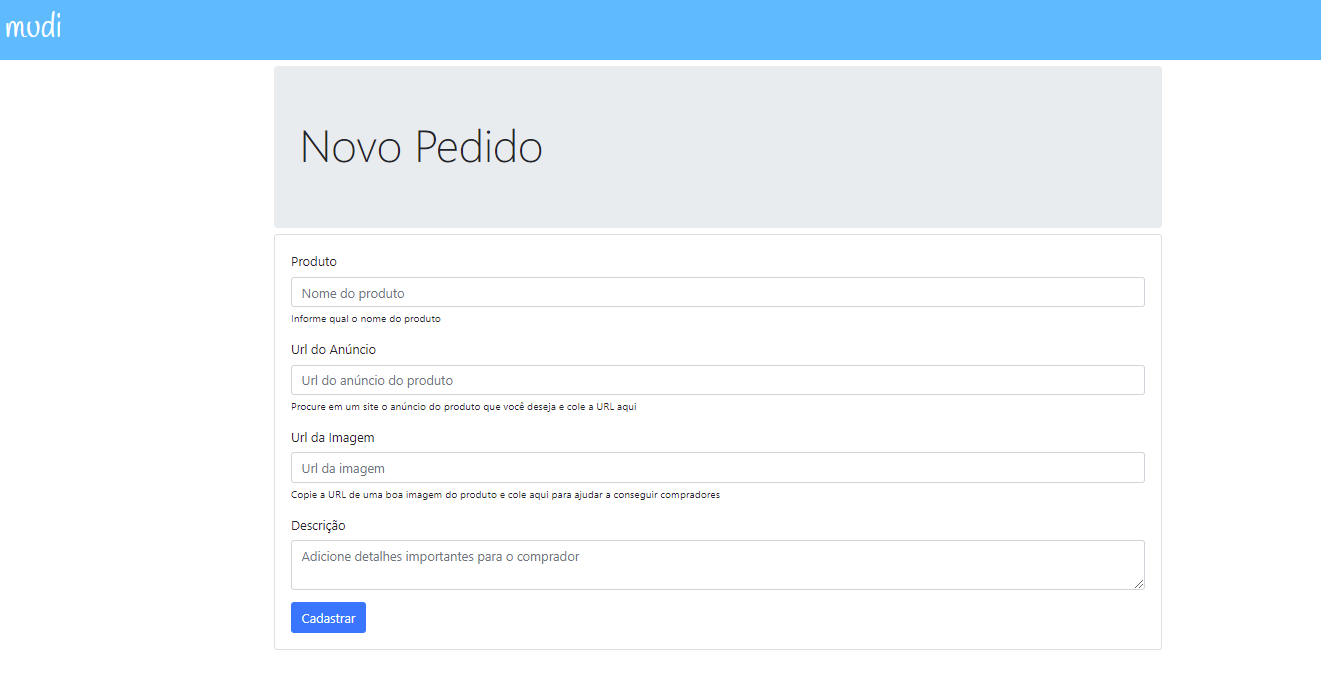 mudi
Novo Pedido
Produto
Nome do produto
Informe qual o nome do produto
Url do Anúncio
Url do anúncio do produto
Procure em um site o anúncio do produto que você deseja e cole a URL aqui
Url da Imagem
Url da imagem
Copie a URL de uma boa imagem do produto e cole aqui para ajudar a conseguir compradores
Descrição
Adicione detalhes importantes para o comprador
Cadastrar